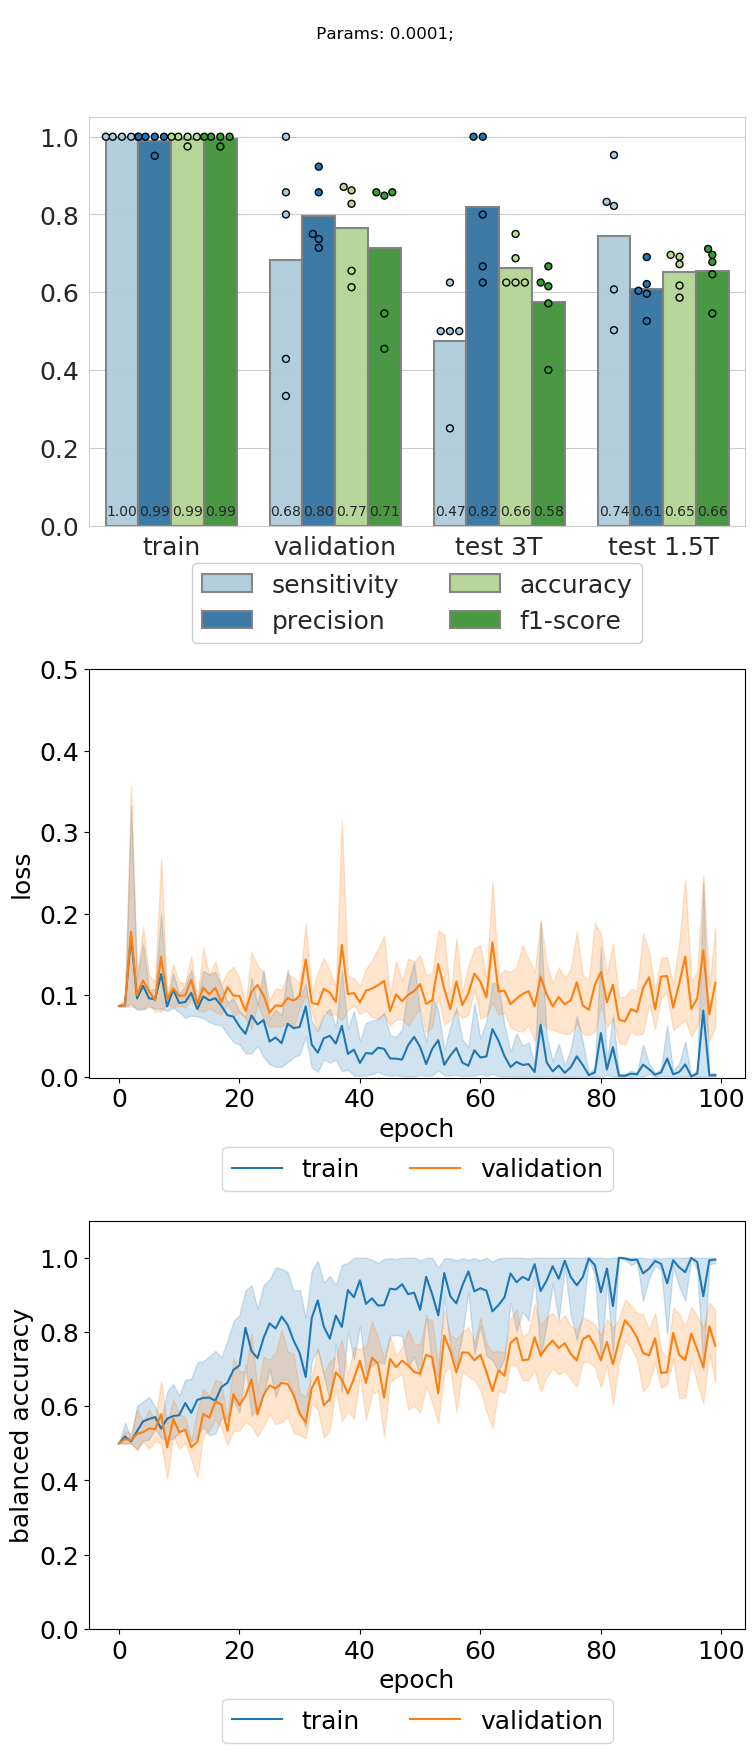 Params: 0.0001;
1.0
0.8
0.6
0.4
0.2
0.0
1.00 0.99 0.99 0.99 0.68 0.80 0.77 0.71 0.47 0.82 0.66 0.58 0.74 0.61 0.65 0.66
train validation test 3T test 1.5T
sensitivity accuracy
precision f1-score
0.5
0.4
0.3
0.2
0.1
0.0
loss
0 20 40 60 80 100
epoch
train validation
1.0
0.8
0.6
0.4
0.2
0.0
balanced accuracy
0 20 40 60 80 100
epoch
train validation